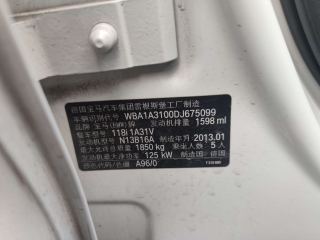 德国宝马汽车集团雷根斯堡工厂制造
车辆识别代号 WBA1A3100DJ675099
品牌 宝马(BMW)牌 发动机排量 1598 ml
整车型号 118i 1A31V
发动机型号 N13B16A 制造年月 2013.01
最大允许总质量 1850 kg 乘坐人数 5 人
发动机最大净功率 125 kW 制造国 德国
颜色代码/色 A96/0